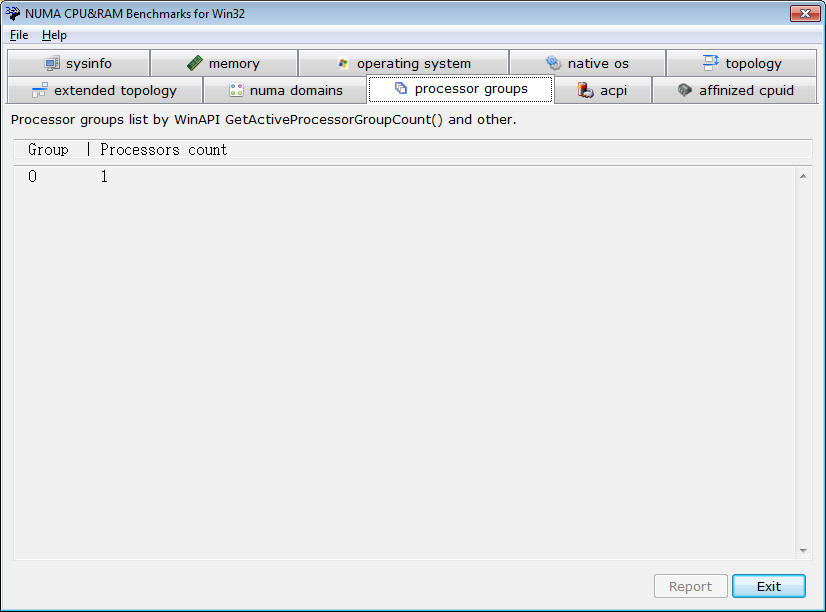 NUMA CPU&RAM Benchmarks for Win32
File Help
sysinfo memory operating system native os topology
extended topology numa domains processor groups acpi affinized cpuid
Processor groups list by WinAPI GetActiveProcessorGroupCount() and other.
Group | Processors count
0 1
Report Exit